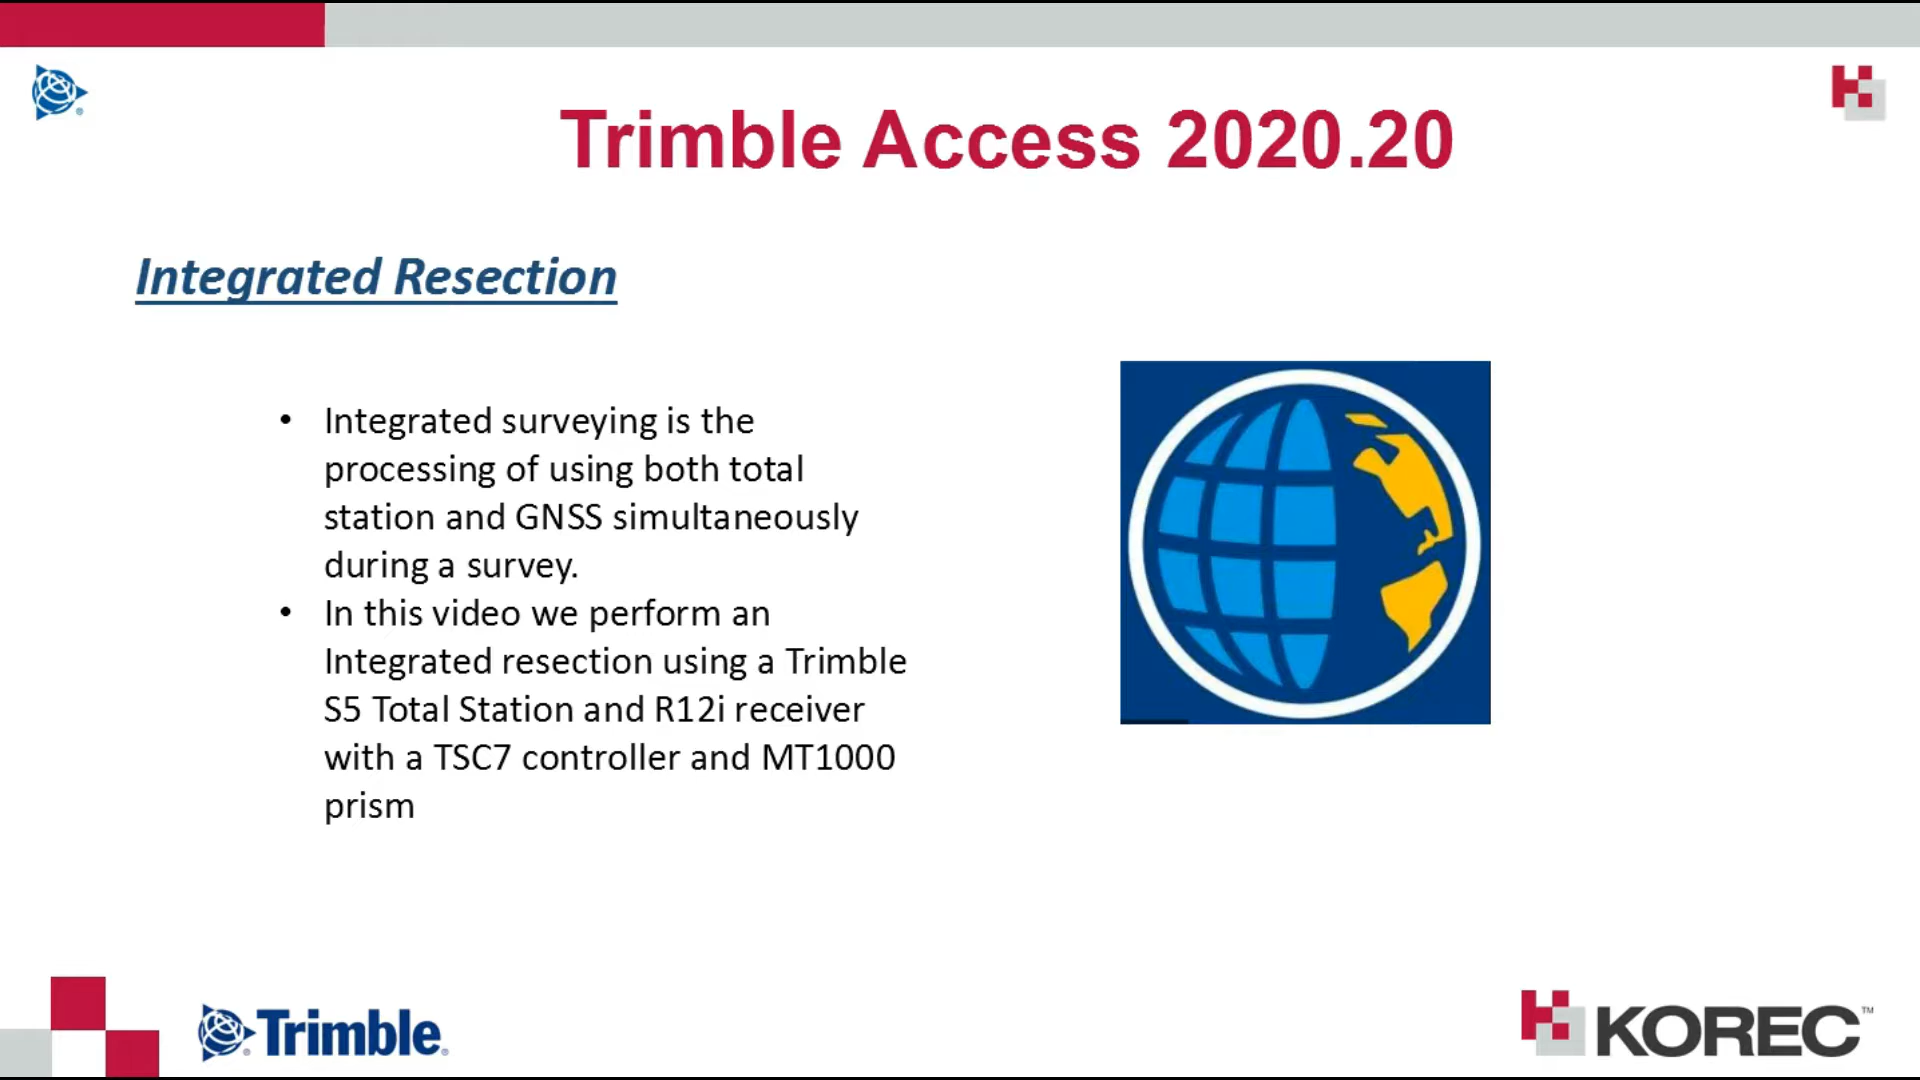 Trimble Access 2020.20
Integrated Resection
• Integrated surveying is the
processing of using both total
station and GNSS simultaneously
during a survey.
• In this video we perform an
Integrated resection using a Trimble
S5 Total Station and R12i receiver
with a TSC7 controller and MT1000
prism
Trimble®
KOREC™